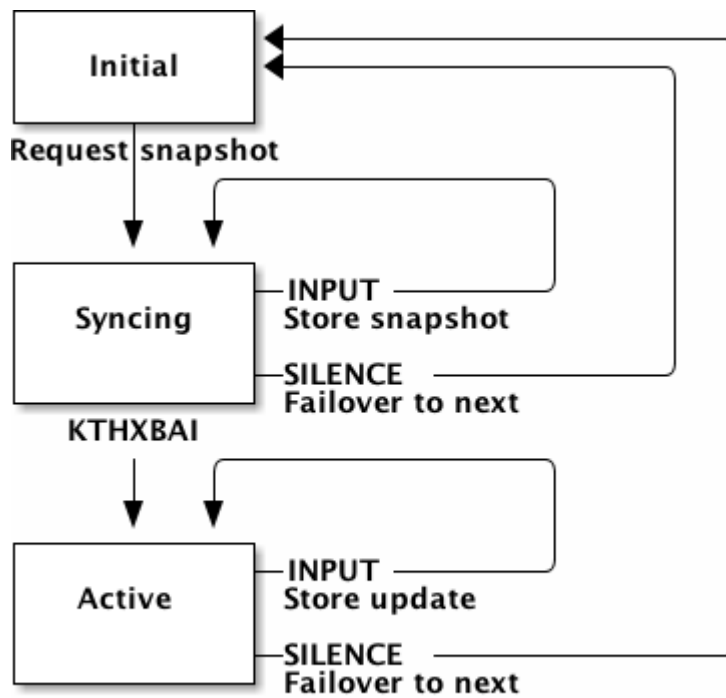 Initial
Request snapshot
Syncing
INPUT
Store snapshot
SILENCE
Failover to next
KTHXBAI
Active
INPUT
Store update
SILENCE
Failover to next